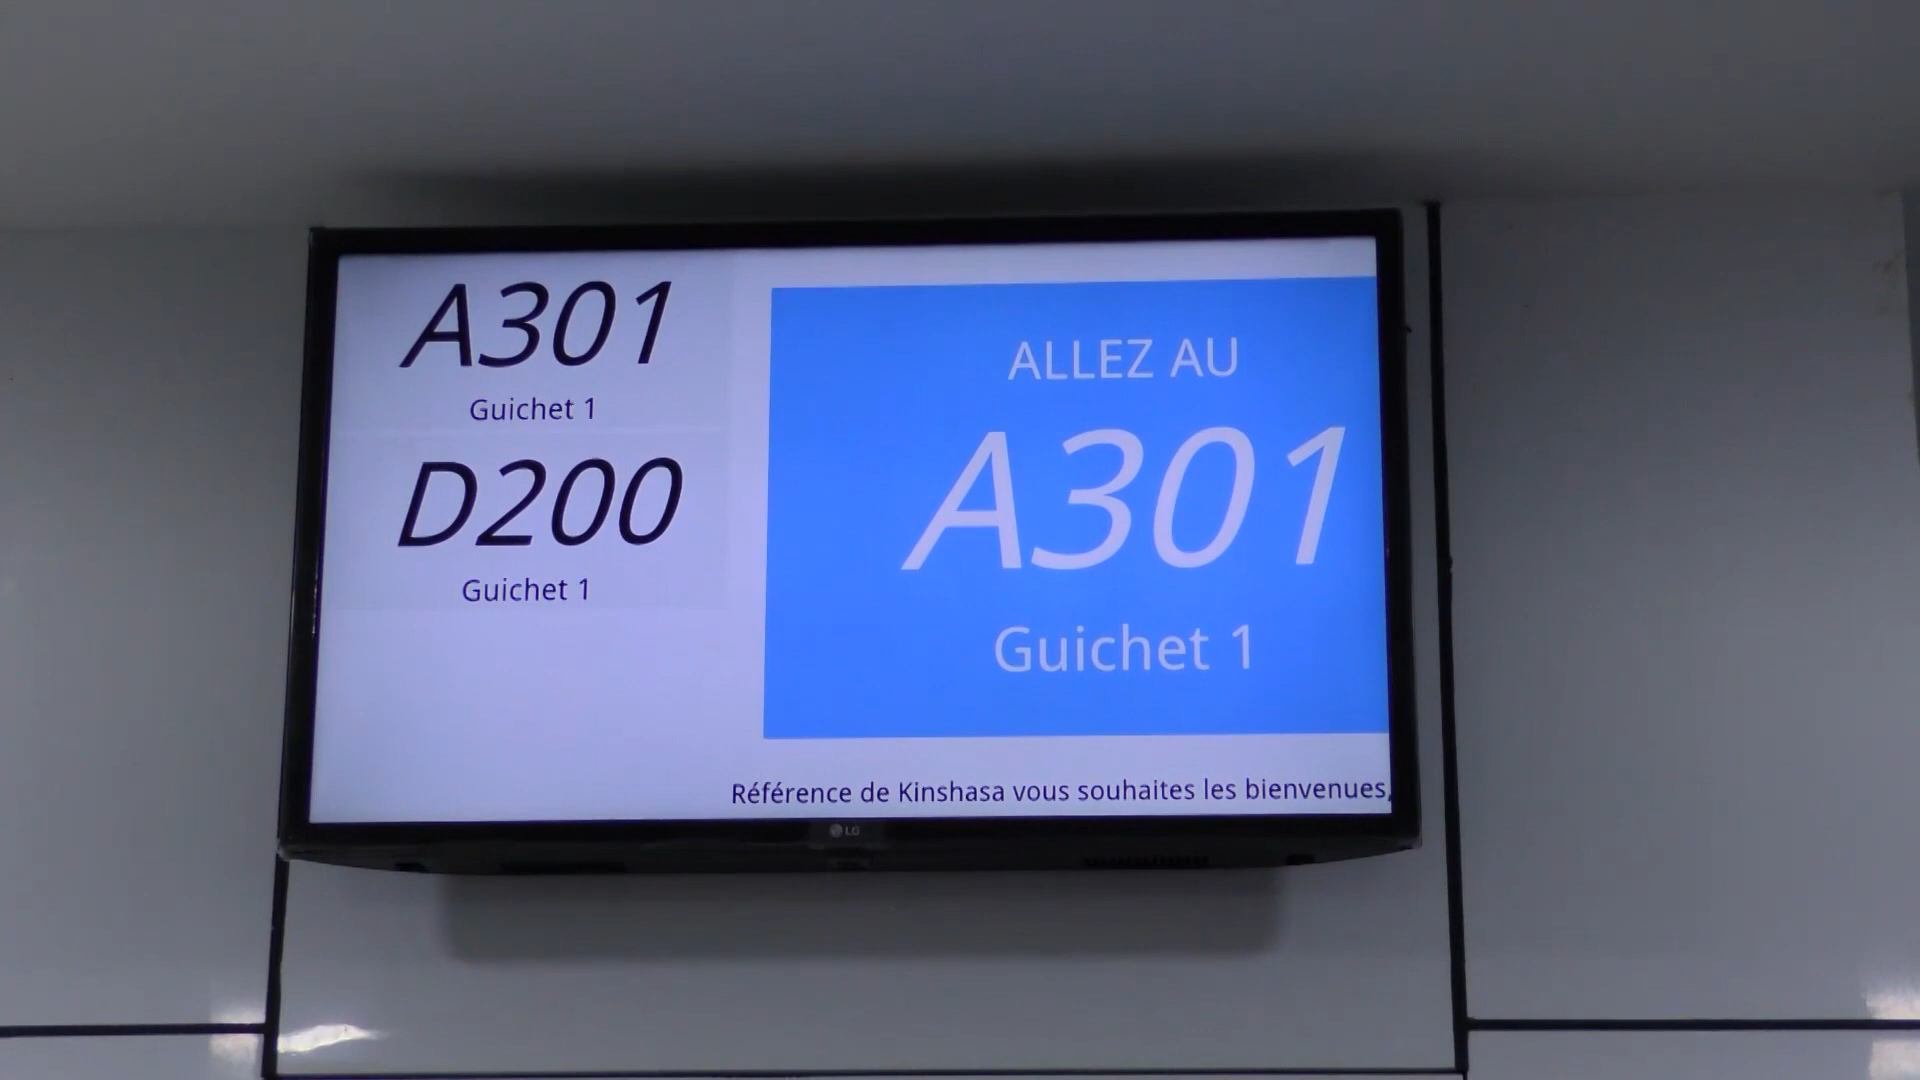 A301
Guichet 1
D200
Guichet 1
ALLEZ AU
A301
Guichet 1
Référence de Kinshasa vous souhaites les bienvenues,
LG